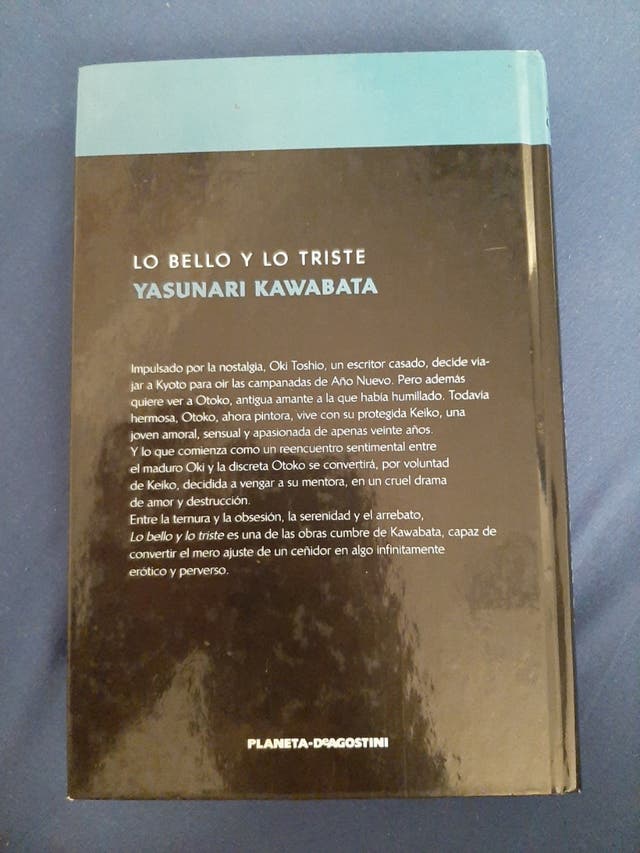 LO BELLO Y LO TRISTE
YASUNARI KAWABATA
Impulsado por la nostalgia, Oki Toshio, un escritor casado, decide via-
jar a Kyoto para oir las campanadas de Año Nuevo. Pero además
quiere ver a Otoko, antigua amante a la que había humillado. Todavía
hermosa, Otoko, ahora pintora, vive con su protegida Keiko, una
joven amoral, sensual y apasionada de apenas veinte años.
Y lo que comienza como un reencuentro sentimental entre
el maduro Oki y la discreta Otoko se convertirá, por voluntad
de Keiko, decidida a vengar a su mentora, en un cruel drama
de amor y destrucción.
Entre la ternura y la obsesión, la serenidad y el arrebato,
Lo bello y lo triste es una de las obras cumbre de Kawabata, capaz de
convertir el mero ajuste de un ceñidor en algo infinitamente
erótico y perverso.
PLANETA-DeAGOSTINI